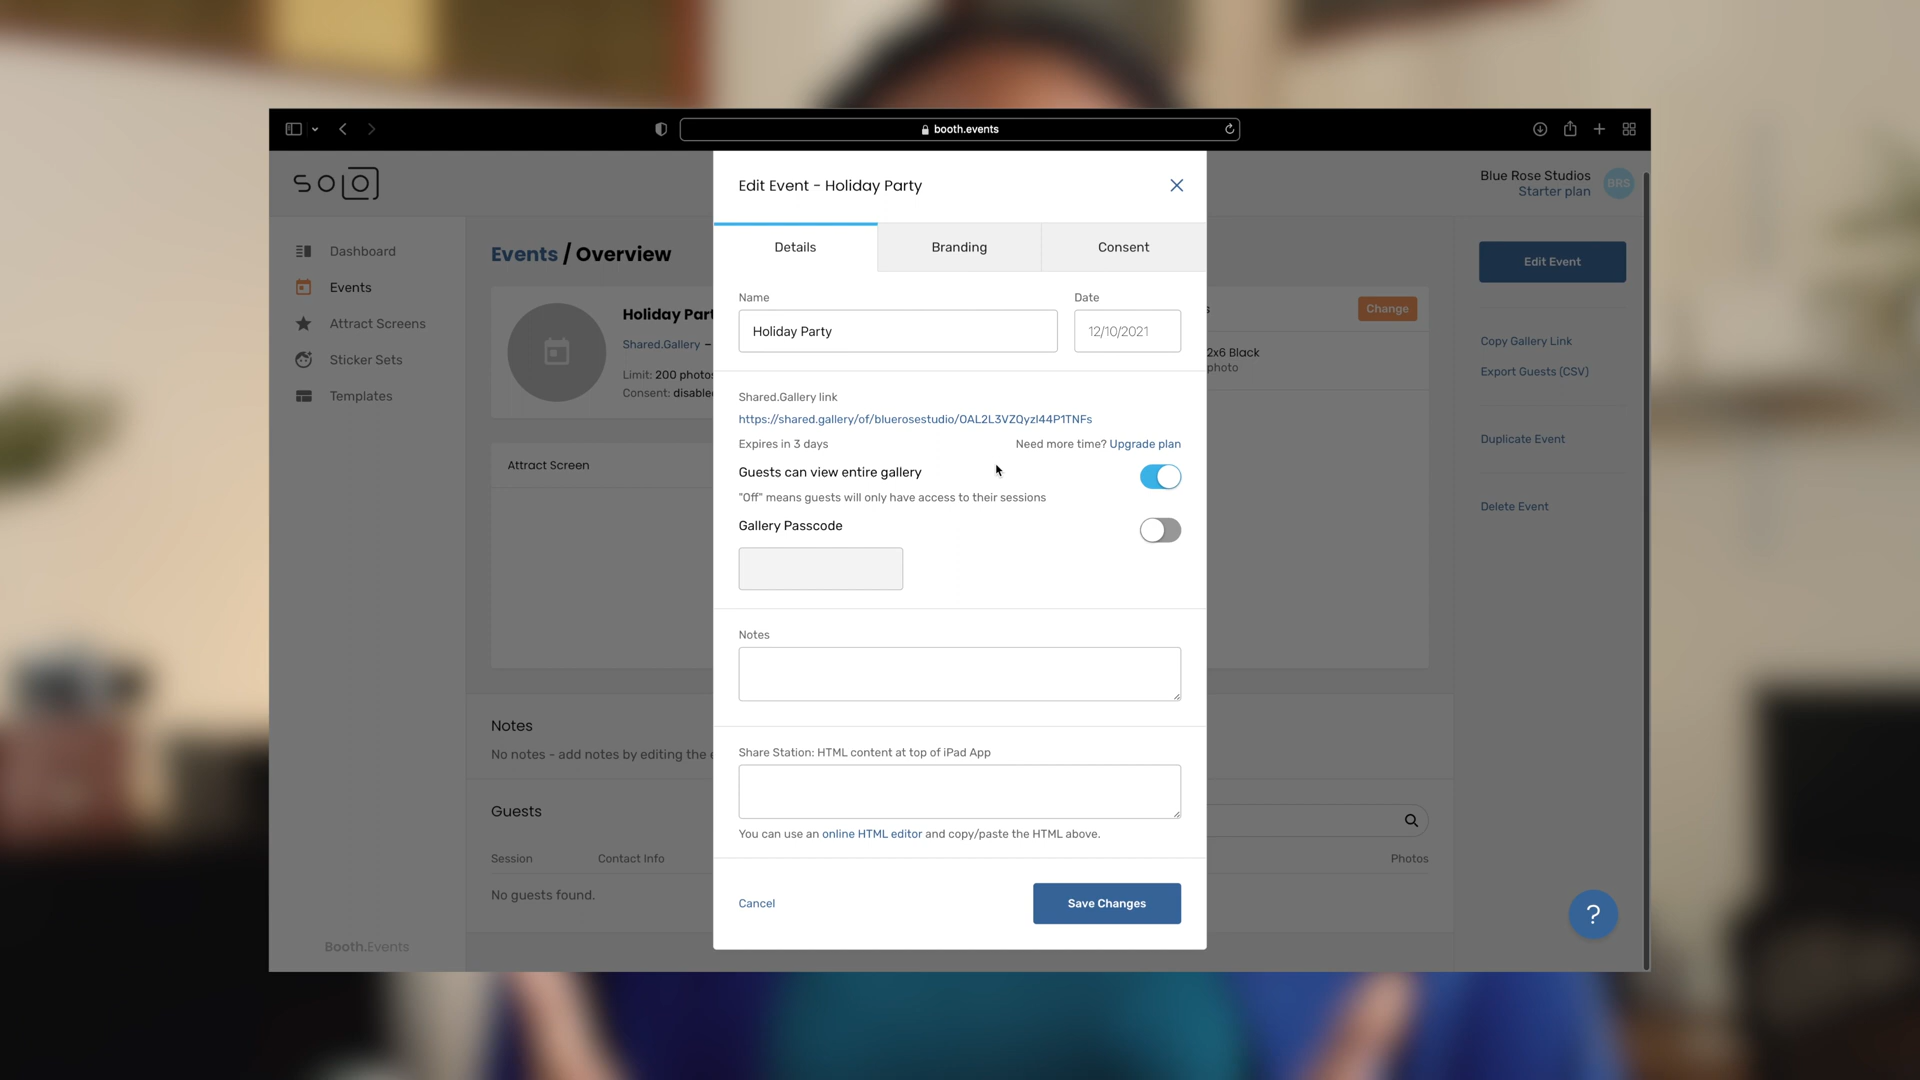 booth.events
SOLO
Blue Rose Studios
Starter plan
BRS
Dashboard
Events
Attract Screens
Sticker Sets
Templates
Booth.Events
Events / Overview
Holiday Part
Shared.Gallery –
Limit: 200 photos
Consent: disable
Attract Screen
Notes
No notes - add notes by editing the e
Guests
Session Contact Info
No guests found.
Edit Event - Holiday Party
Details Branding Consent
Name Date
Holiday Party 12/10/2021
Shared.Gallery link
https://shared.gallery/of/bluerosestudio/0AL2L3VZQyzI44P1TNFs
Expires in 3 days Need more time? Upgrade plan
Guests can view entire gallery
"Off" means guests will only have access to their sessions
Gallery Passcode
Notes
Share Station: HTML content at top of iPad App
You can use an online HTML editor and copy/paste the HTML above.
Cancel Save Changes
s Change
2x6 Black
photo
Photos
Edit Event
Copy Gallery Link
Export Guests (CSV)
Duplicate Event
Delete Event
?